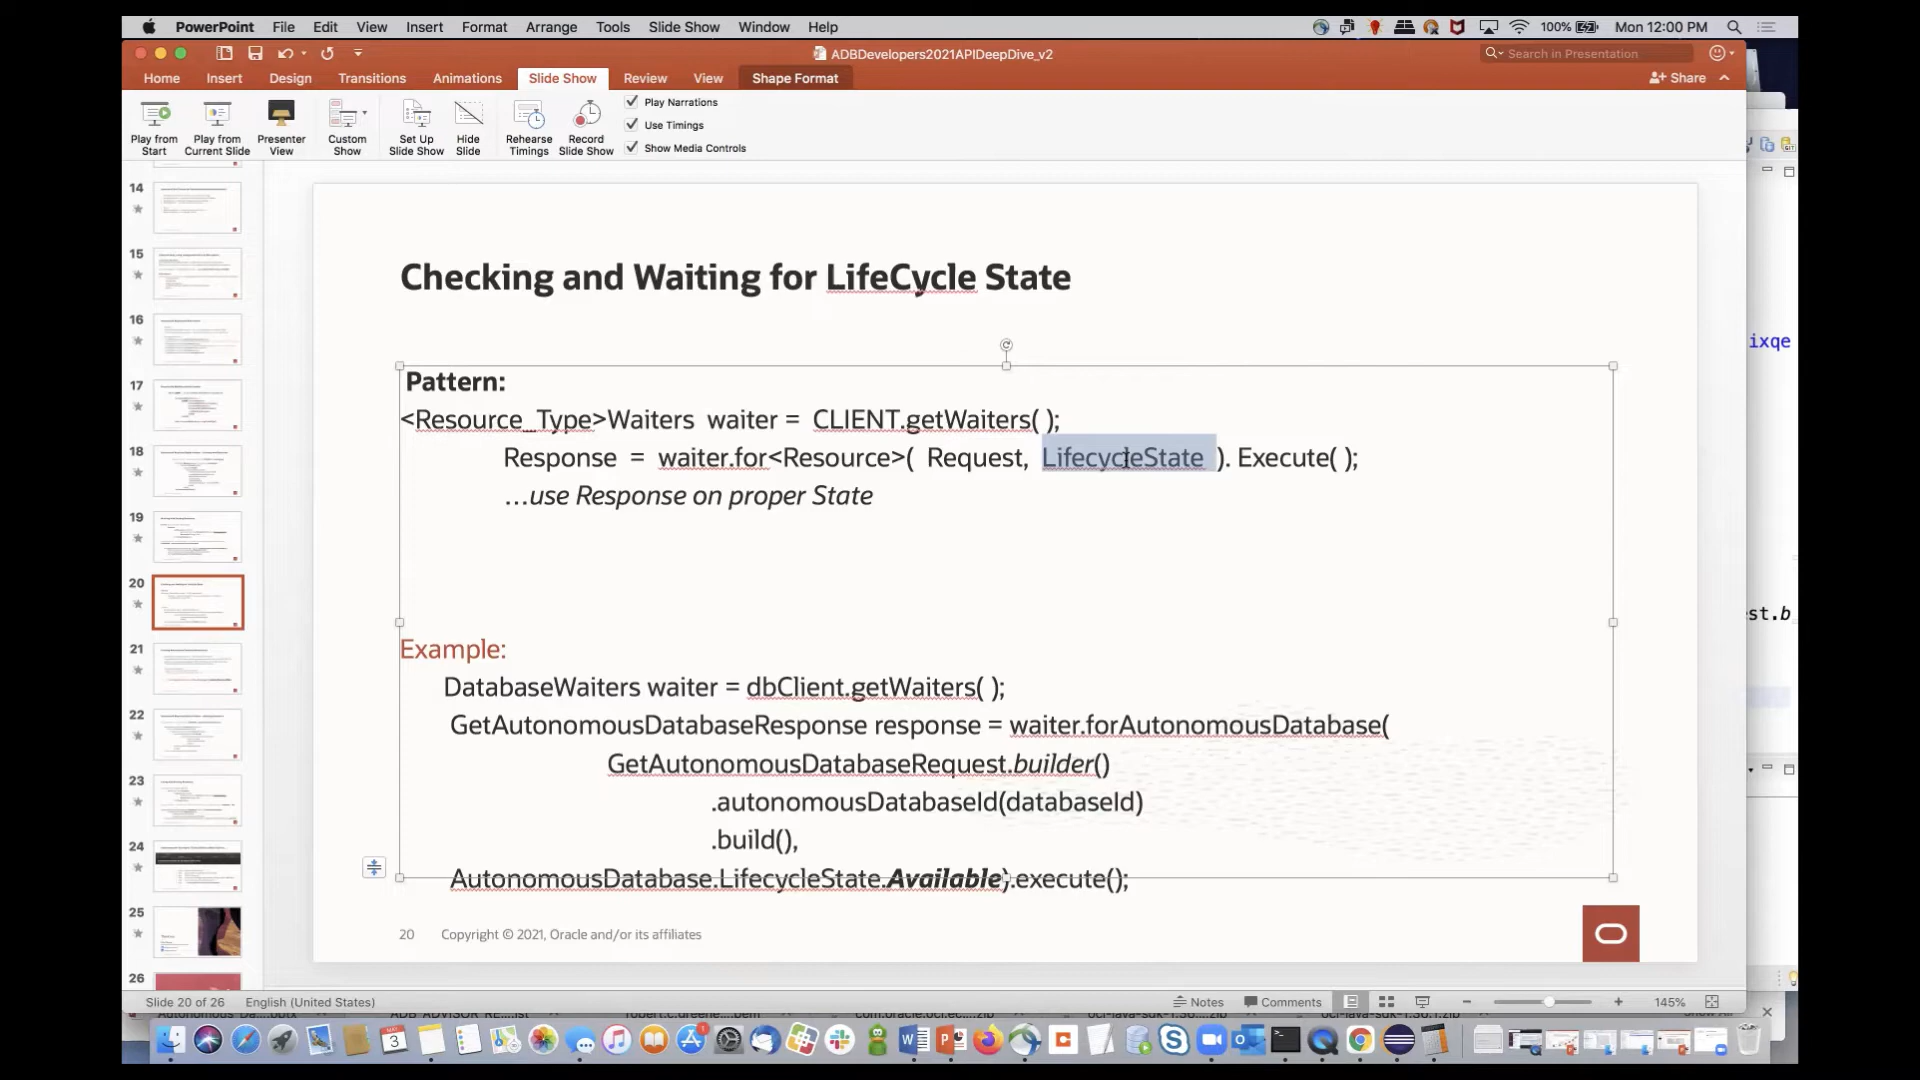 PowerPoint File Edit View Insert Format Arrange Tools Slide Show Window Help 100% Mon 12:00 PM
ADBDevelopers2021APIDeepDive_v2
Search in Presentation
Home Insert Design Transitions Animations Slide Show Review View Shape Format Share
Play from Start
Play from Current Slide
Presenter View
Custom Show
Set Up Slide Show
Hide Slide
Rehearse Timings
Record Slide Show
Play Narrations
Use Timings
Show Media Controls
14
15
16
17
18
19
20
21
22
23
24
25
26
Checking and Waiting for LifeCycle State
Pattern:
<Resource_Type>Waiters waiter = CLIENT.getWaiters( );
Response = waiter.for<Resource>( Request, LifecycleState ). Execute( );
...use Response on proper State
Example:
DatabaseWaiters waiter = dbClient.getWaiters( );
GetAutonomousDatabaseResponse response = waiter.forAutonomousDatabase(
GetAutonomousDatabaseRequest.builder()
.autonomousDatabaseId(databaseId)
.build(),
AutonomousDatabase.LifecycleState.Available).execute();
20 Copyright © 2021, Oracle and/or its affiliates
ixqe
st.b
Slide 20 of 26 English (United States) Notes Comments 145%